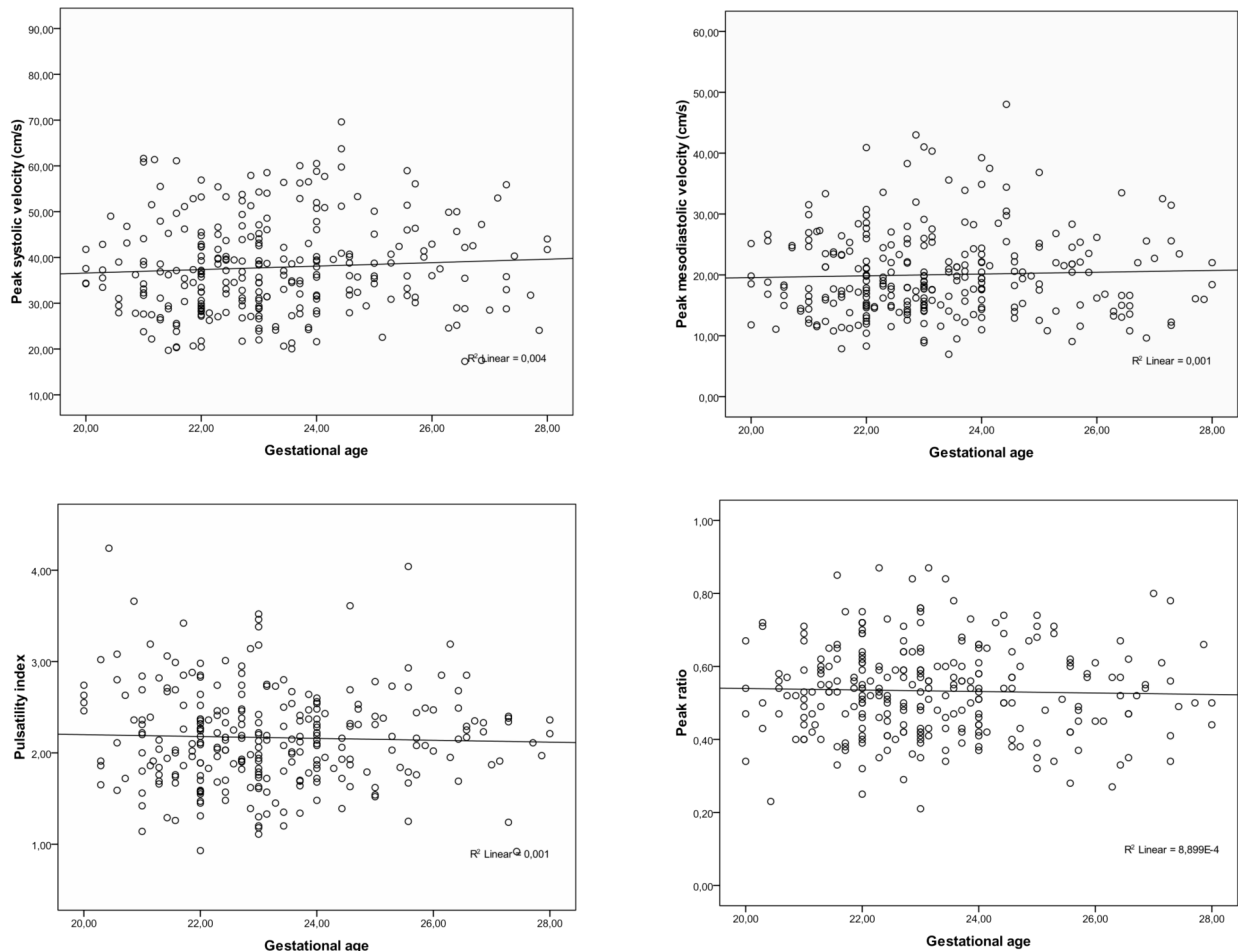 90,00
80,00
70,00
60,00
50,00
40,00
30,00
20,00
10,00
Peak systolic velocity (cm/s)
R² Linear = 0,004
20,00 22,00 24,00 26,00 28,00
Gestational age
60,00
50,00
40,00
30,00
20,00
10,00
0,00
Peak mesodiastolic velocity (cm/s)
R² Linear = 0,001
20,00 22,00 24,00 26,00 28,00
Gestational age
4,00
3,00
2,00
1,00
Pulsatility index
R² Linear = 0,001
20,00 22,00 24,00 26,00 28,00
Gestational age
1,00
0,80
0,60
0,40
0,20
0,00
Peak ratio
R² Linear = 8,899E-4
20,00 22,00 24,00 26,00 28,00
Gestational age